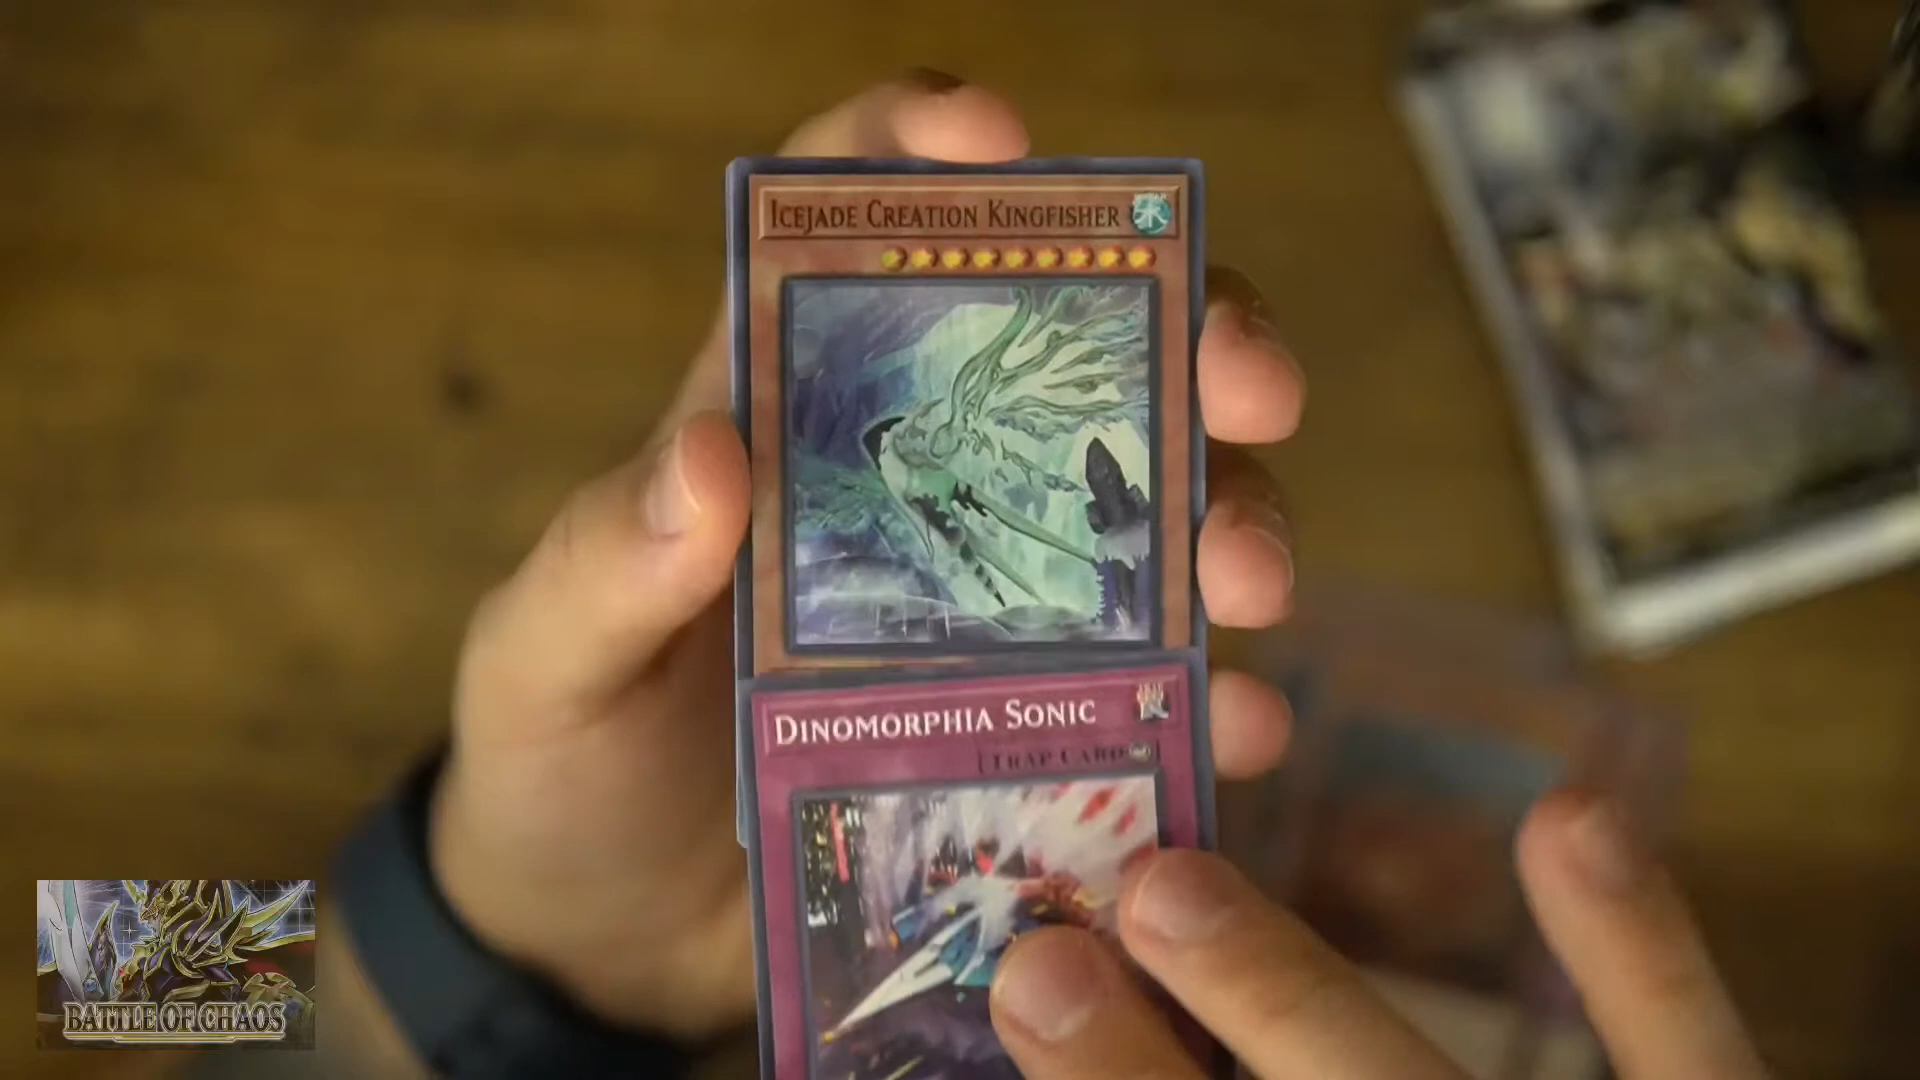 ICEJADE CREATION KINGFISHER
DINOMORPHIA SONIC
[TRAP CARD
BATTLE OF CHAOS